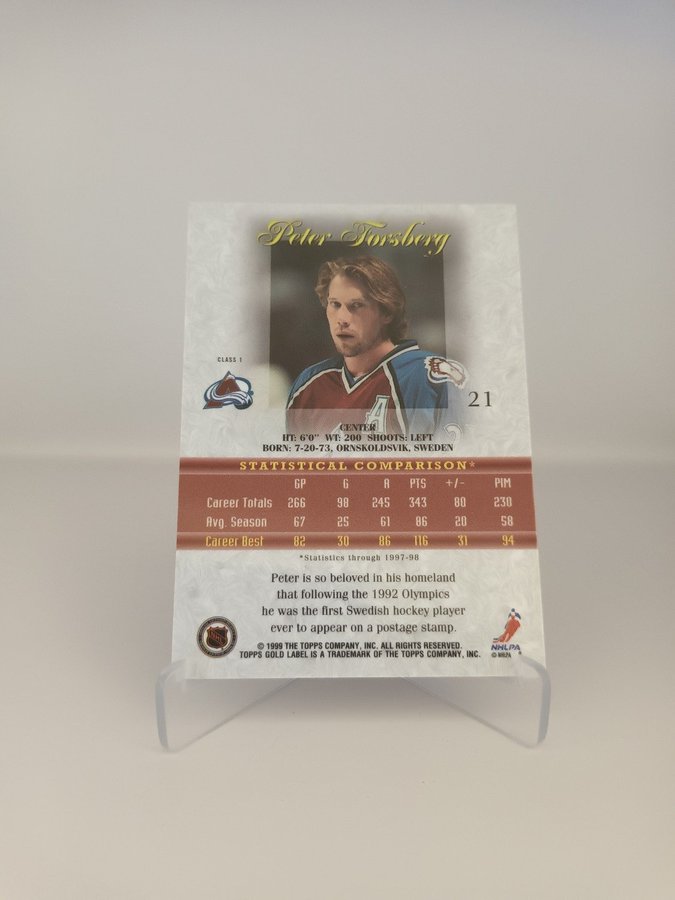 Peter Forsberg
CLASS 1
A
21
CENTER
HT: 6'0" WT: 200 SHOOTS: LEFT
BORN: 7-20-73, ORNSKOLDSVIK, SWEDEN
STATISTICAL COMPARISON*
GP G A PTS +/- PIM
Career Totals 266 98 245 343 80 230
Avg. Season 67 25 61 86 20 58
Career Best 82 30 86 116 31 94
*Statistics through 1997-98
Peter is so beloved in his homeland
that following the 1992 Olympics
he was the first Swedish hockey player
ever to appear on a postage stamp.
NHL
© 1999 THE TOPPS COMPANY, INC. ALL RIGHTS RESERVED.
TOPPS GOLD LABEL IS A TRADEMARK OF THE TOPPS COMPANY, INC.
NHLPA
© NHLPA